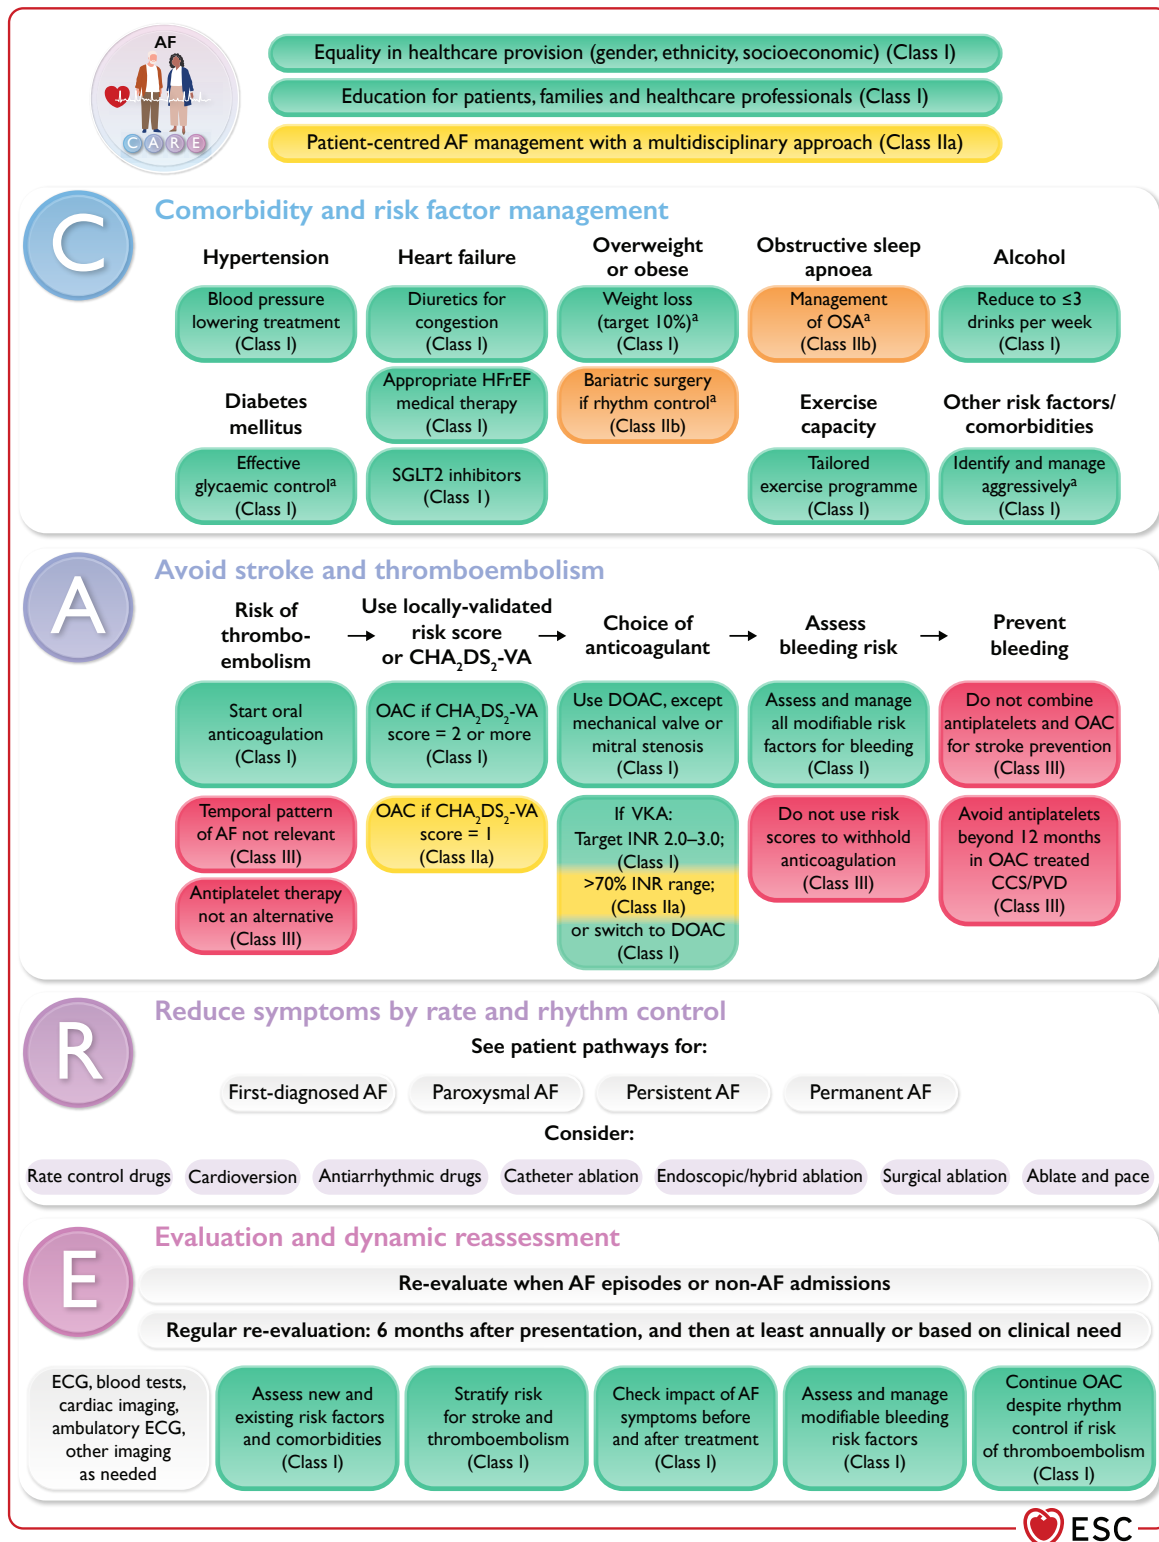 AF
C A R E
Equality in healthcare provision (gender, ethnicity, socioeconomic) (Class I)
Education for patients, families and healthcare professionals (Class I)
Patient-centred AF management with a multidisciplinary approach (Class IIa)
C
Comorbidity and risk factor management
Hypertension
Blood pressure
lowering treatment
(Class I)
Diabetes
mellitus
Effective
glycaemic controlᵃ
(Class I)
Heart failure
Diuretics for
congestion
(Class I)
Appropriate HFrEF
medical therapy
(Class I)
SGLT2 inhibitors
(Class 1)
Overweight
or obese
Weight loss
(target 10%)ᵃ
(Class I)
Bariatric surgery
if rhythm controlᵃ
(Class IIb)
Obstructive sleep
apnoea
Management
of OSAᵃ
(Class IIb)
Exercise
capacity
Tailored
exercise programme
(Class I)
Alcohol
Reduce to ≤3
drinks per week
(Class I)
Other risk factors/
comorbidities
Identify and manage
aggressivelyᵃ
(Class I)
A
Avoid stroke and thromboembolism
Risk of
thrombo-
embolism
Start oral
anticoagulation
(Class I)
Temporal pattern
of AF not relevant
(Class III)
Antiplatelet therapy
not an alternative
(Class III)
Use locally-validated
risk score
or CHA₂DS₂-VA
OAC if CHA₂DS₂-VA
score = 2 or more
(Class I)
OAC if CHA₂DS₂-VA
score = 1
(Class IIa)
Choice of
anticoagulant
Use DOAC, except
mechanical valve or
mitral stenosis
(Class I)
If VKA:
Target INR 2.0–3.0;
(Class I)
>70% INR range;
(Class IIa)
or switch to DOAC
(Class I)
Assess
bleeding risk
Assess and manage
all modifiable risk
factors for bleeding
(Class I)
Do not use risk
scores to withhold
anticoagulation
(Class III)
Prevent
bleeding
Do not combine
antiplatelets and OAC
for stroke prevention
(Class III)
Avoid antiplatelets
beyond 12 months
in OAC treated
CCS/PVD
(Class III)
R
Reduce symptoms by rate and rhythm control
See patient pathways for:
First-diagnosed AF
Paroxysmal AF
Persistent AF
Permanent AF
Consider:
Rate control drugs
Cardioversion
Antiarrhythmic drugs
Catheter ablation
Endoscopic/hybrid ablation
Surgical ablation
Ablate and pace
E
Evaluation and dynamic reassessment
Re-evaluate when AF episodes or non-AF admissions
Regular re-evaluation: 6 months after presentation, and then at least annually or based on clinical need
ECG, blood tests,
cardiac imaging,
ambulatory ECG,
other imaging
as needed
Assess new and
existing risk factors
and comorbidities
(Class I)
Stratify risk
for stroke and
thromboembolism
(Class I)
Check impact of AF
symptoms before
and after treatment
(Class I)
Assess and manage
modifiable bleeding
risk factors
(Class I)
Continue OAC
despite rhythm
control if risk
of thromboembolism
(Class I)
ESC